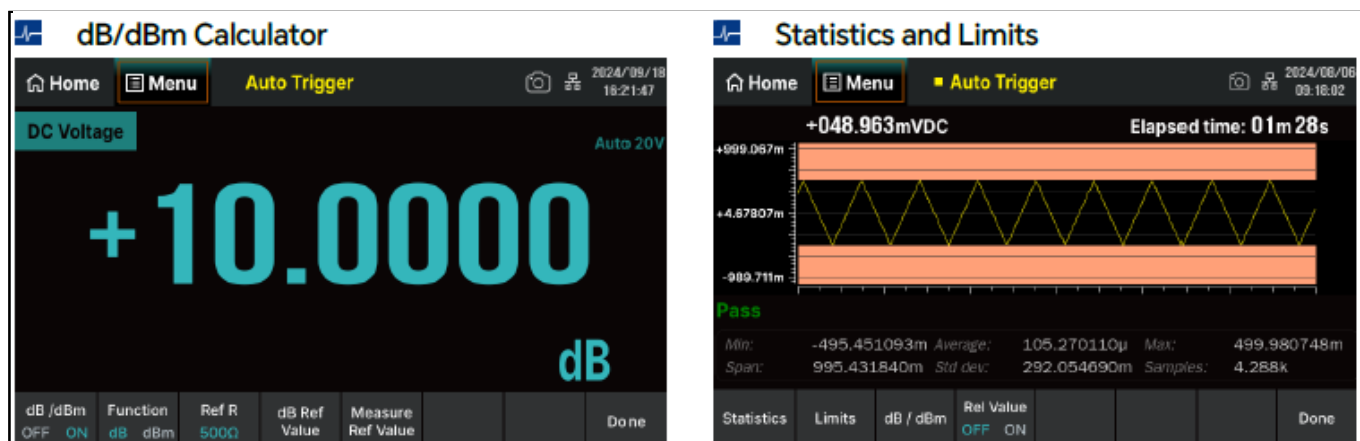 dB/dBm Calculator
Home Menu Auto Trigger 2024/09/18
16:21:47
DC Voltage
Auto 20V
+10.0000
dB
dB /dBm Function Ref R dB Ref Measure Done
OFF ON dB dBm 500Ω Value Ref Value
Statistics and Limits
Home Menu Auto Trigger 2024/08/06
09:18:02
+048.963mVDC Elapsed time: 01m 28s
+999.067m
+4.67807m
-989.711m
Pass
Min: -495.451093m Average: 105.270110µ Max: 499.980748m
Span: 995.431840m Std dev: 292.054690m Samples: 4.288k
Statistics Limits dB / dBm Rel Value Done
OFF ON